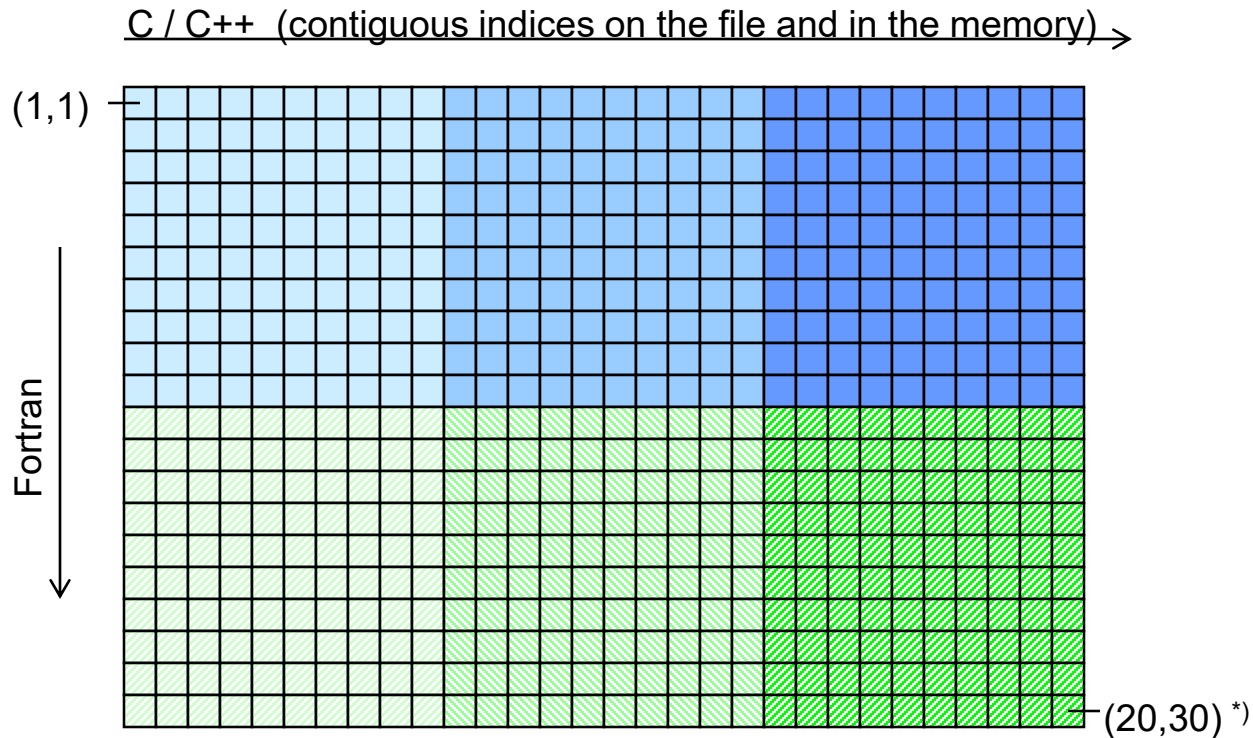 C / C++  (contiguous indices on the file and in the memory)
(1,1)
Fortran
(20,30) *)